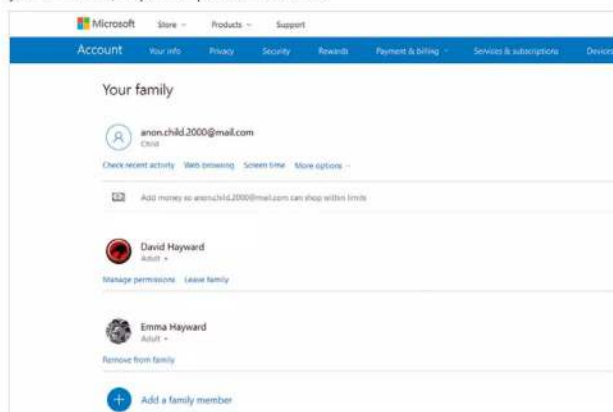 Microsoft Store Products Support
Account Your info Privacy Security Rewards Payment & billing Services & subscriptions Devices
Your family
anon.child.2000@mail.com
Child
Check recent activity Web browsing Screen time More options
Add money so anon.child.2000@mail.com can shop within limits
David Hayward
Adult
Manage permissions Leave family
Emma Hayward
Adult
Remove from family
Add a family member